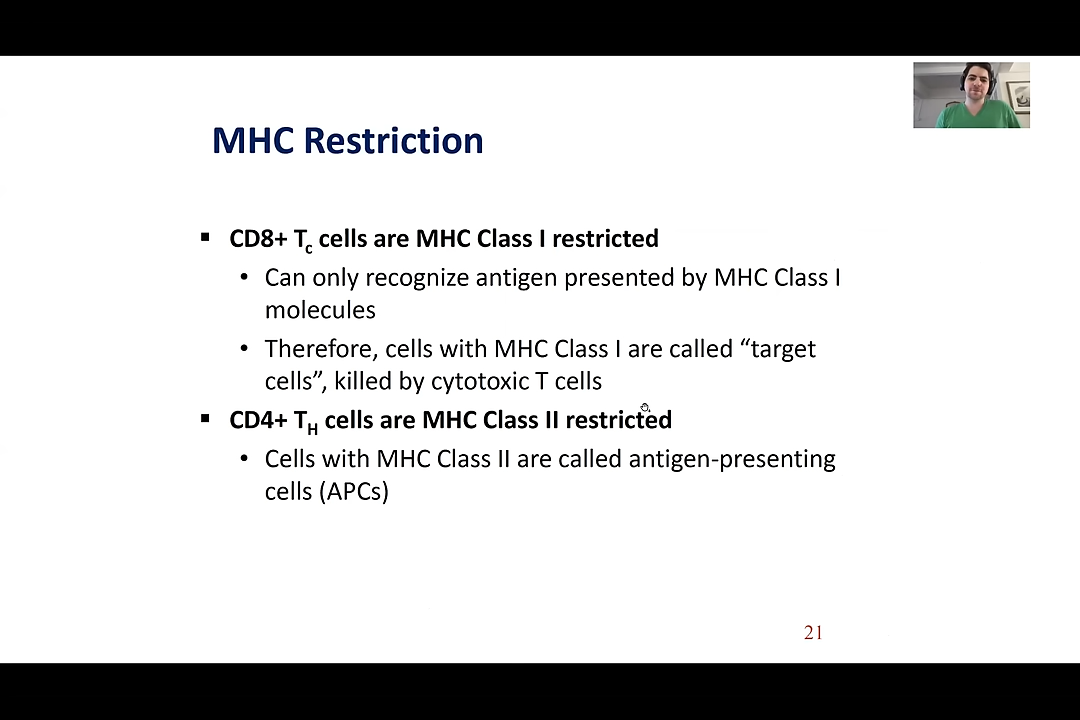 MHC Restriction
▪ CD8+ Tc cells are MHC Class I restricted
• Can only recognize antigen presented by MHC Class I
molecules
• Therefore, cells with MHC Class I are called “target
cells”, killed by cytotoxic T cells
▪ CD4+ TH cells are MHC Class II restricted
• Cells with MHC Class II are called antigen-presenting
cells (APCs)
21